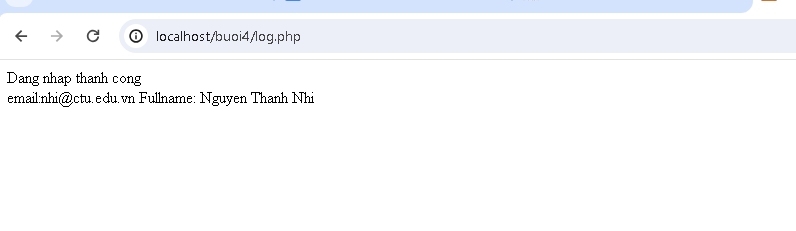 localhost/buoi4/log.php
Dang nhap thanh cong
email:nhi@ctu.edu.vn Fullname: Nguyen Thanh Nhi